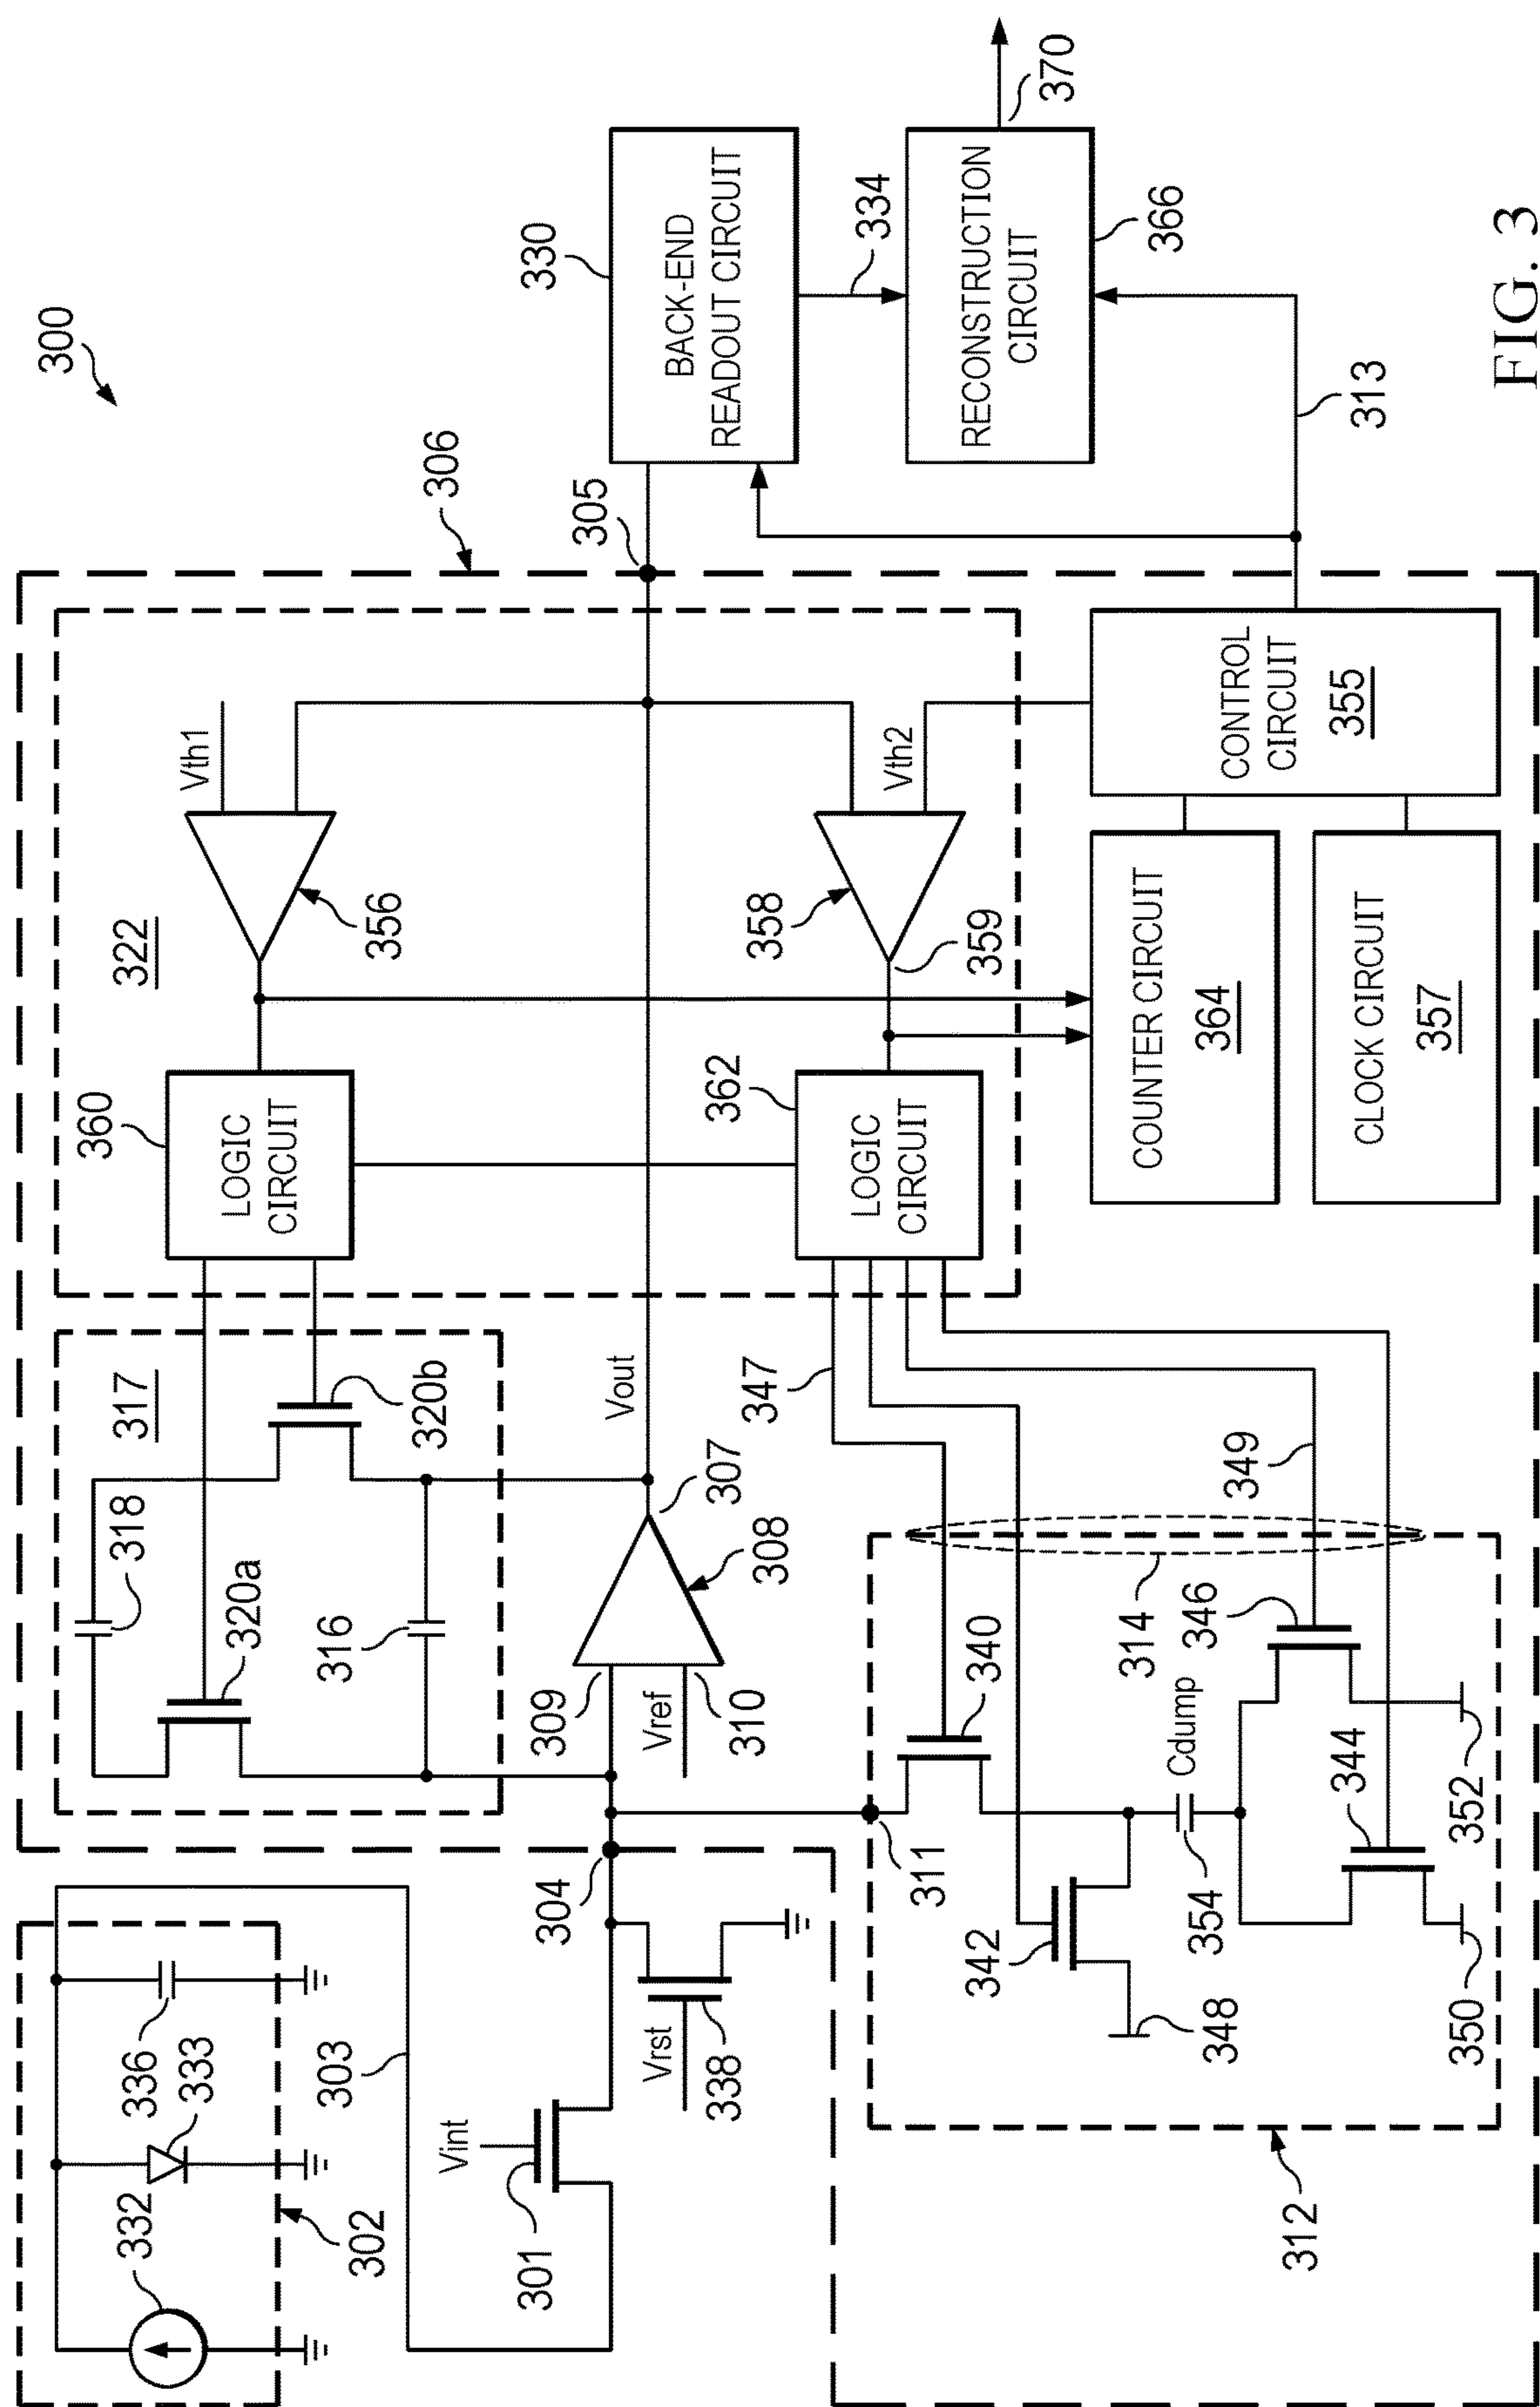 300
306
322
317
318
320a
320b
316
360
LOGIC
CIRCUIT
356
Vth1
305
330
BACK-END
READOUT CIRCUIT
334
RECONSTRUCTION
CIRCUIT
366
370
313
332
333
336
302
303
301
Vint
Vrst
338
304
309
Vref
310
308
307
Vout
347
362
LOGIC
CIRCUIT
358
359
Vth2
311
340
342
348
354
Cdump
314
346
344
349
350
352
312
COUNTER CIRCUIT
364
CLOCK CIRCUIT
357
CONTROL
CIRCUIT
355
FIG. 3